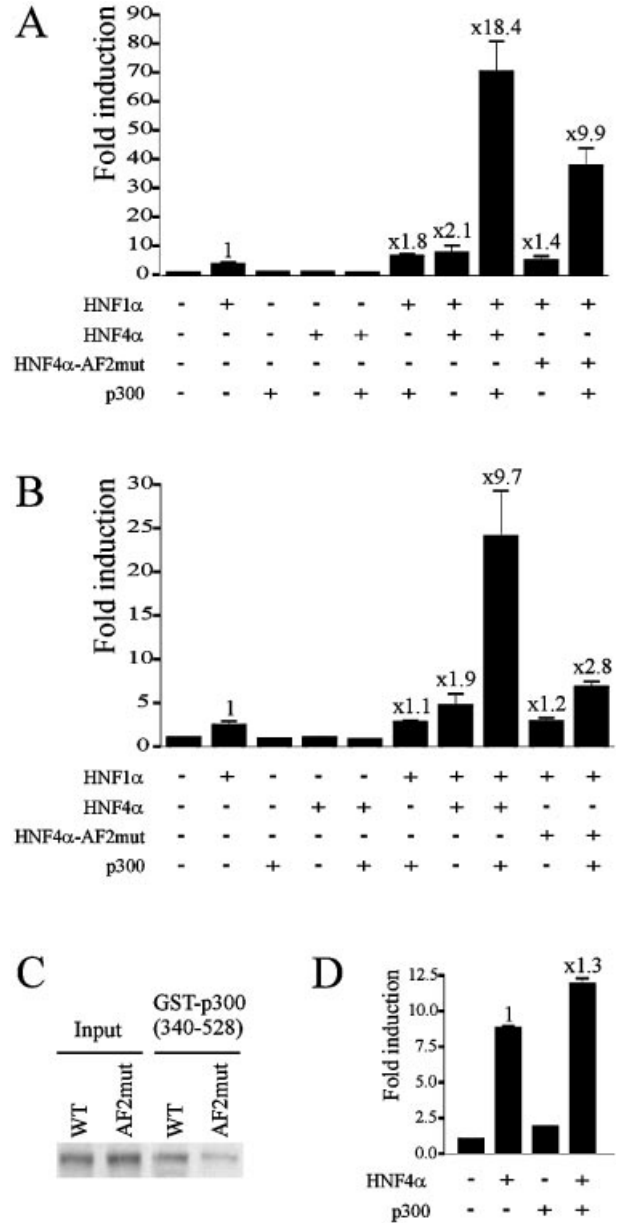 A
Fold induction
90
80
70
60
50
40
30
20
10
0
1
x1.8
x2.1
x18.4
x1.4
x9.9
HNF1α - + - - - + + + + +
HNF4α - - - + + - + + - -
HNF4α-AF2mut - - - - - - - - + +
p300 - - + - + + - + - +
B
Fold induction
30
25
20
15
10
5
0
1
x1.1
x1.9
x9.7
x1.2
x2.8
HNF1α - + - - - + + + + +
HNF4α - - - + + - + + - -
HNF4α-AF2mut - - - - - - - - + +
p300 - - + - + + - + - +
C
GST-p300
Input (340-528)
WT AF2mut WT AF2mut
D
Fold induction
12.5
10.0
7.5
5.0
2.5
0.0
1
x1.3
HNF4α - + - +
p300 - - + +